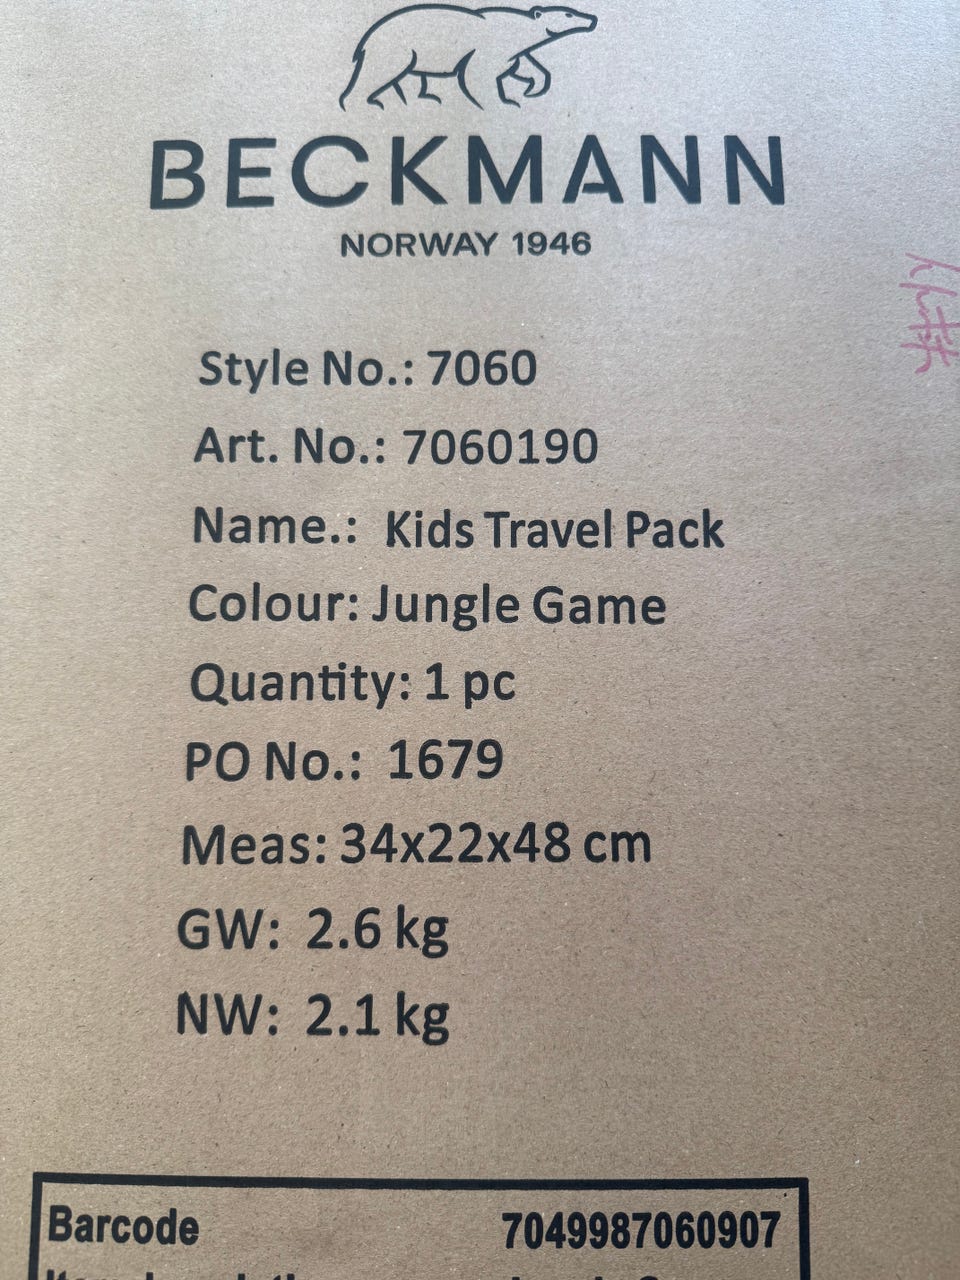 BECKMANN
NORWAY 1946
Style No.: 7060
Art. No.: 7060190
Name.: Kids Travel Pack
Colour: Jungle Game
Quantity: 1 pc
PO No.: 1679
Meas: 34x22x48 cm
GW: 2.6 kg
NW: 2.1 kg
Barcode 7049987060907